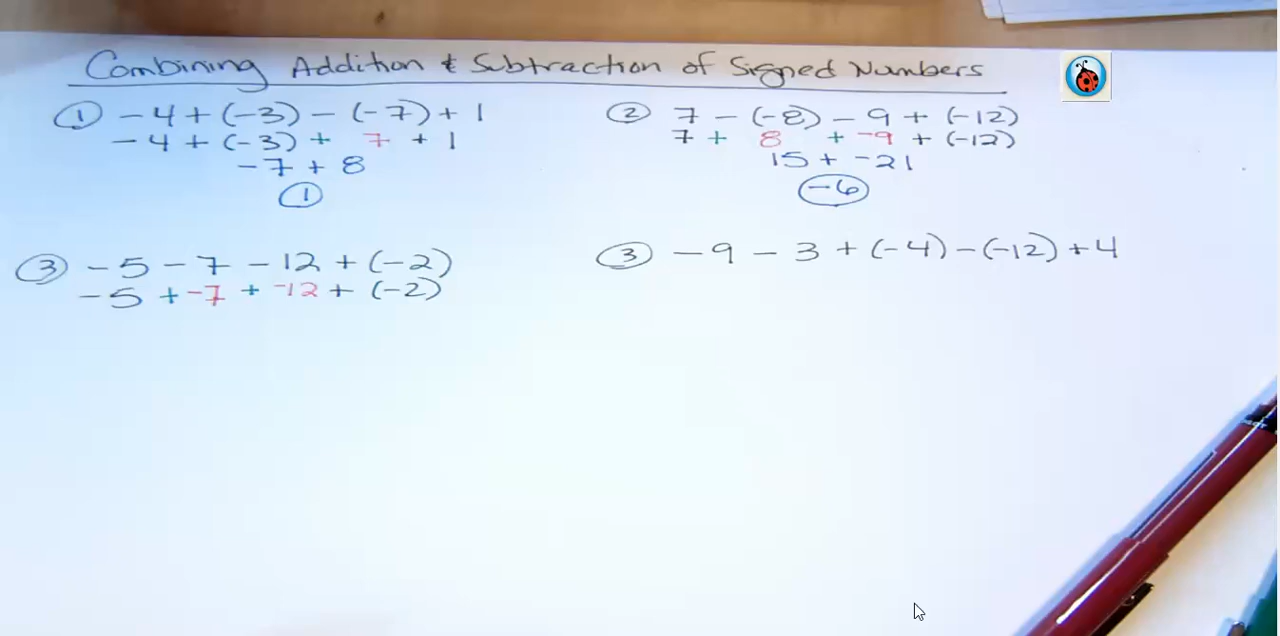 Combining Addition & Subtraction of Signed Numbers
① -4 + (-3) - (-7) + 1
-4 + (-3) + 7 + 1
-7 + 8
①
② 7 - (-8) - 9 + (-12)
7 + 8 + -9 + (-12)
15 + -21
-6
③ -5 - 7 - 12 + (-2)
-5 + -7 + -12 + (-2)
③ -9 - 3 + (-4) - (-12) + 4